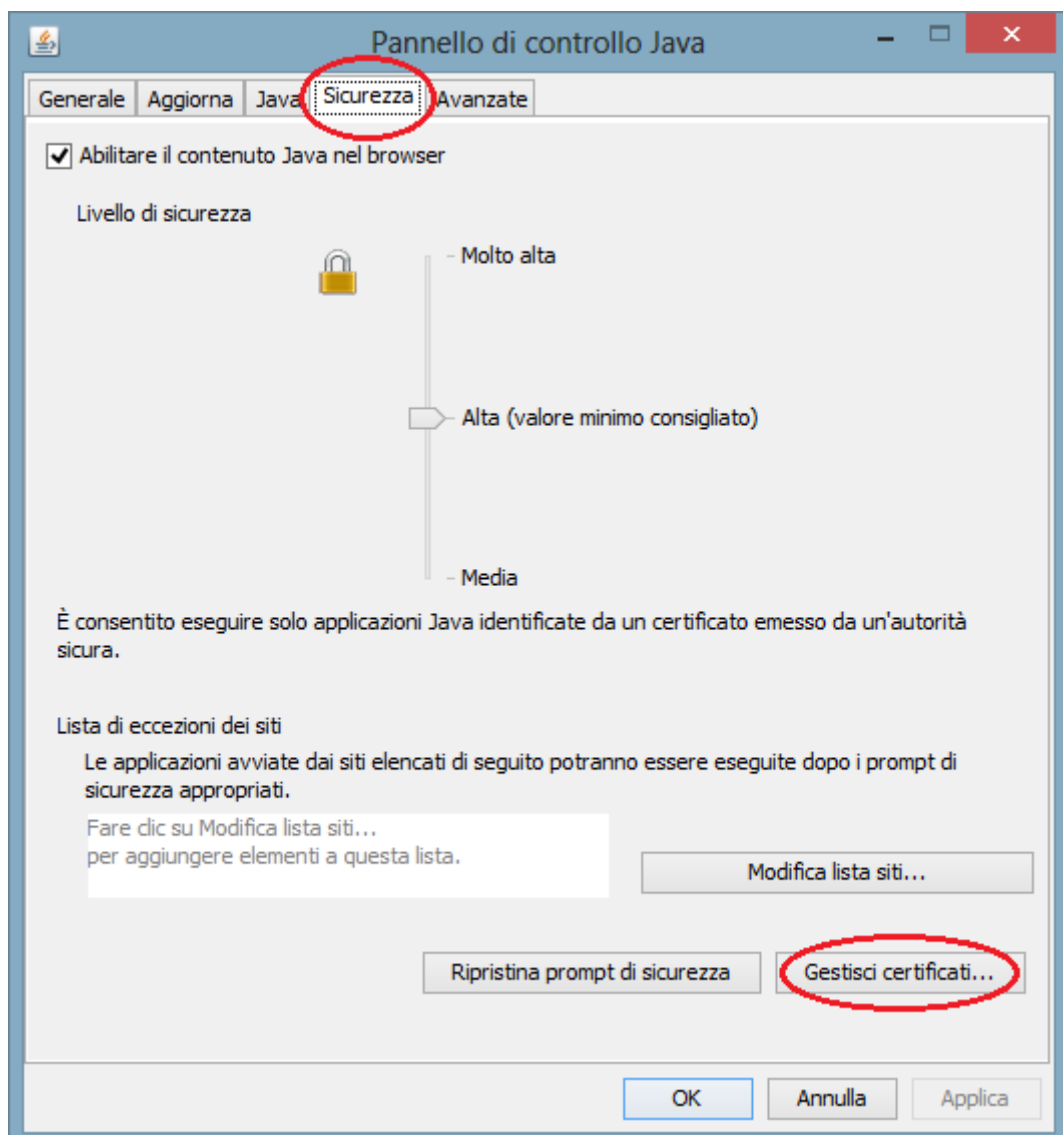 Pannello di controllo Java
Generale Aggiorna Java Sicurezza Avanzate
Abilitare il contenuto Java nel browser
Livello di sicurezza
- Molto alta
- Alta (valore minimo consigliato)
- Media
È consentito eseguire solo applicazioni Java identificate da un certificato emesso da un'autorità
sicura.
Lista di eccezioni dei siti
Le applicazioni avviate dai siti elencati di seguito potranno essere eseguite dopo i prompt di
sicurezza appropriati.
Fare clic su Modifica lista siti...
per aggiungere elementi a questa lista.
Modifica lista siti...
Ripristina prompt di sicurezza Gestisci certificati...
OK Annulla Applica